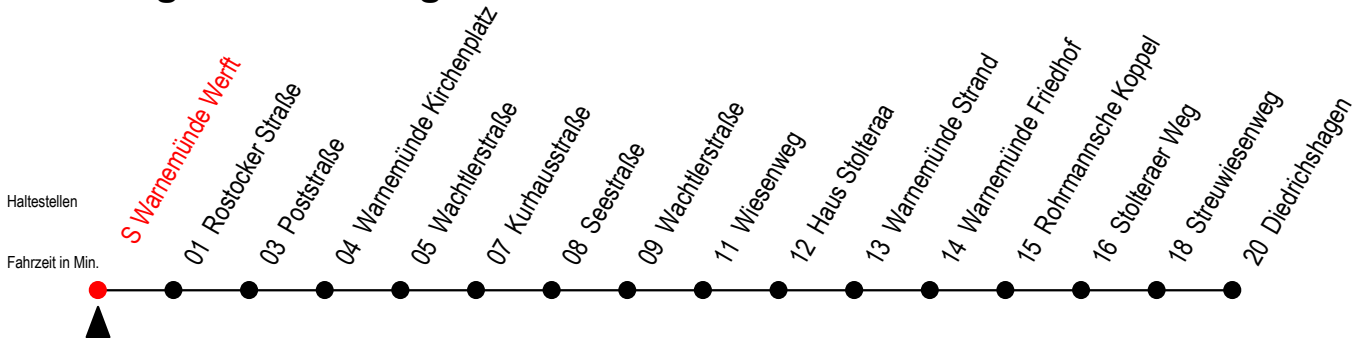 Haltestellen
Fahrzeit in Min.
S Warnemünde Werft
01 Rostocker Straße
03 Poststraße
04 Warnemünde Kirchenplatz
05 Wachtlerstraße
07 Kurhausstraße
08 Seestraße
09 Wachtlerstraße
11 Wiesenweg
12 Haus Stolteraa
13 Warnemünde Strand
14 Warnemünde Friedhof
15 Rohrmannsche Koppel
16 Stolteraer Weg
18 Streuwiesenweg
20 Diedrichshagen